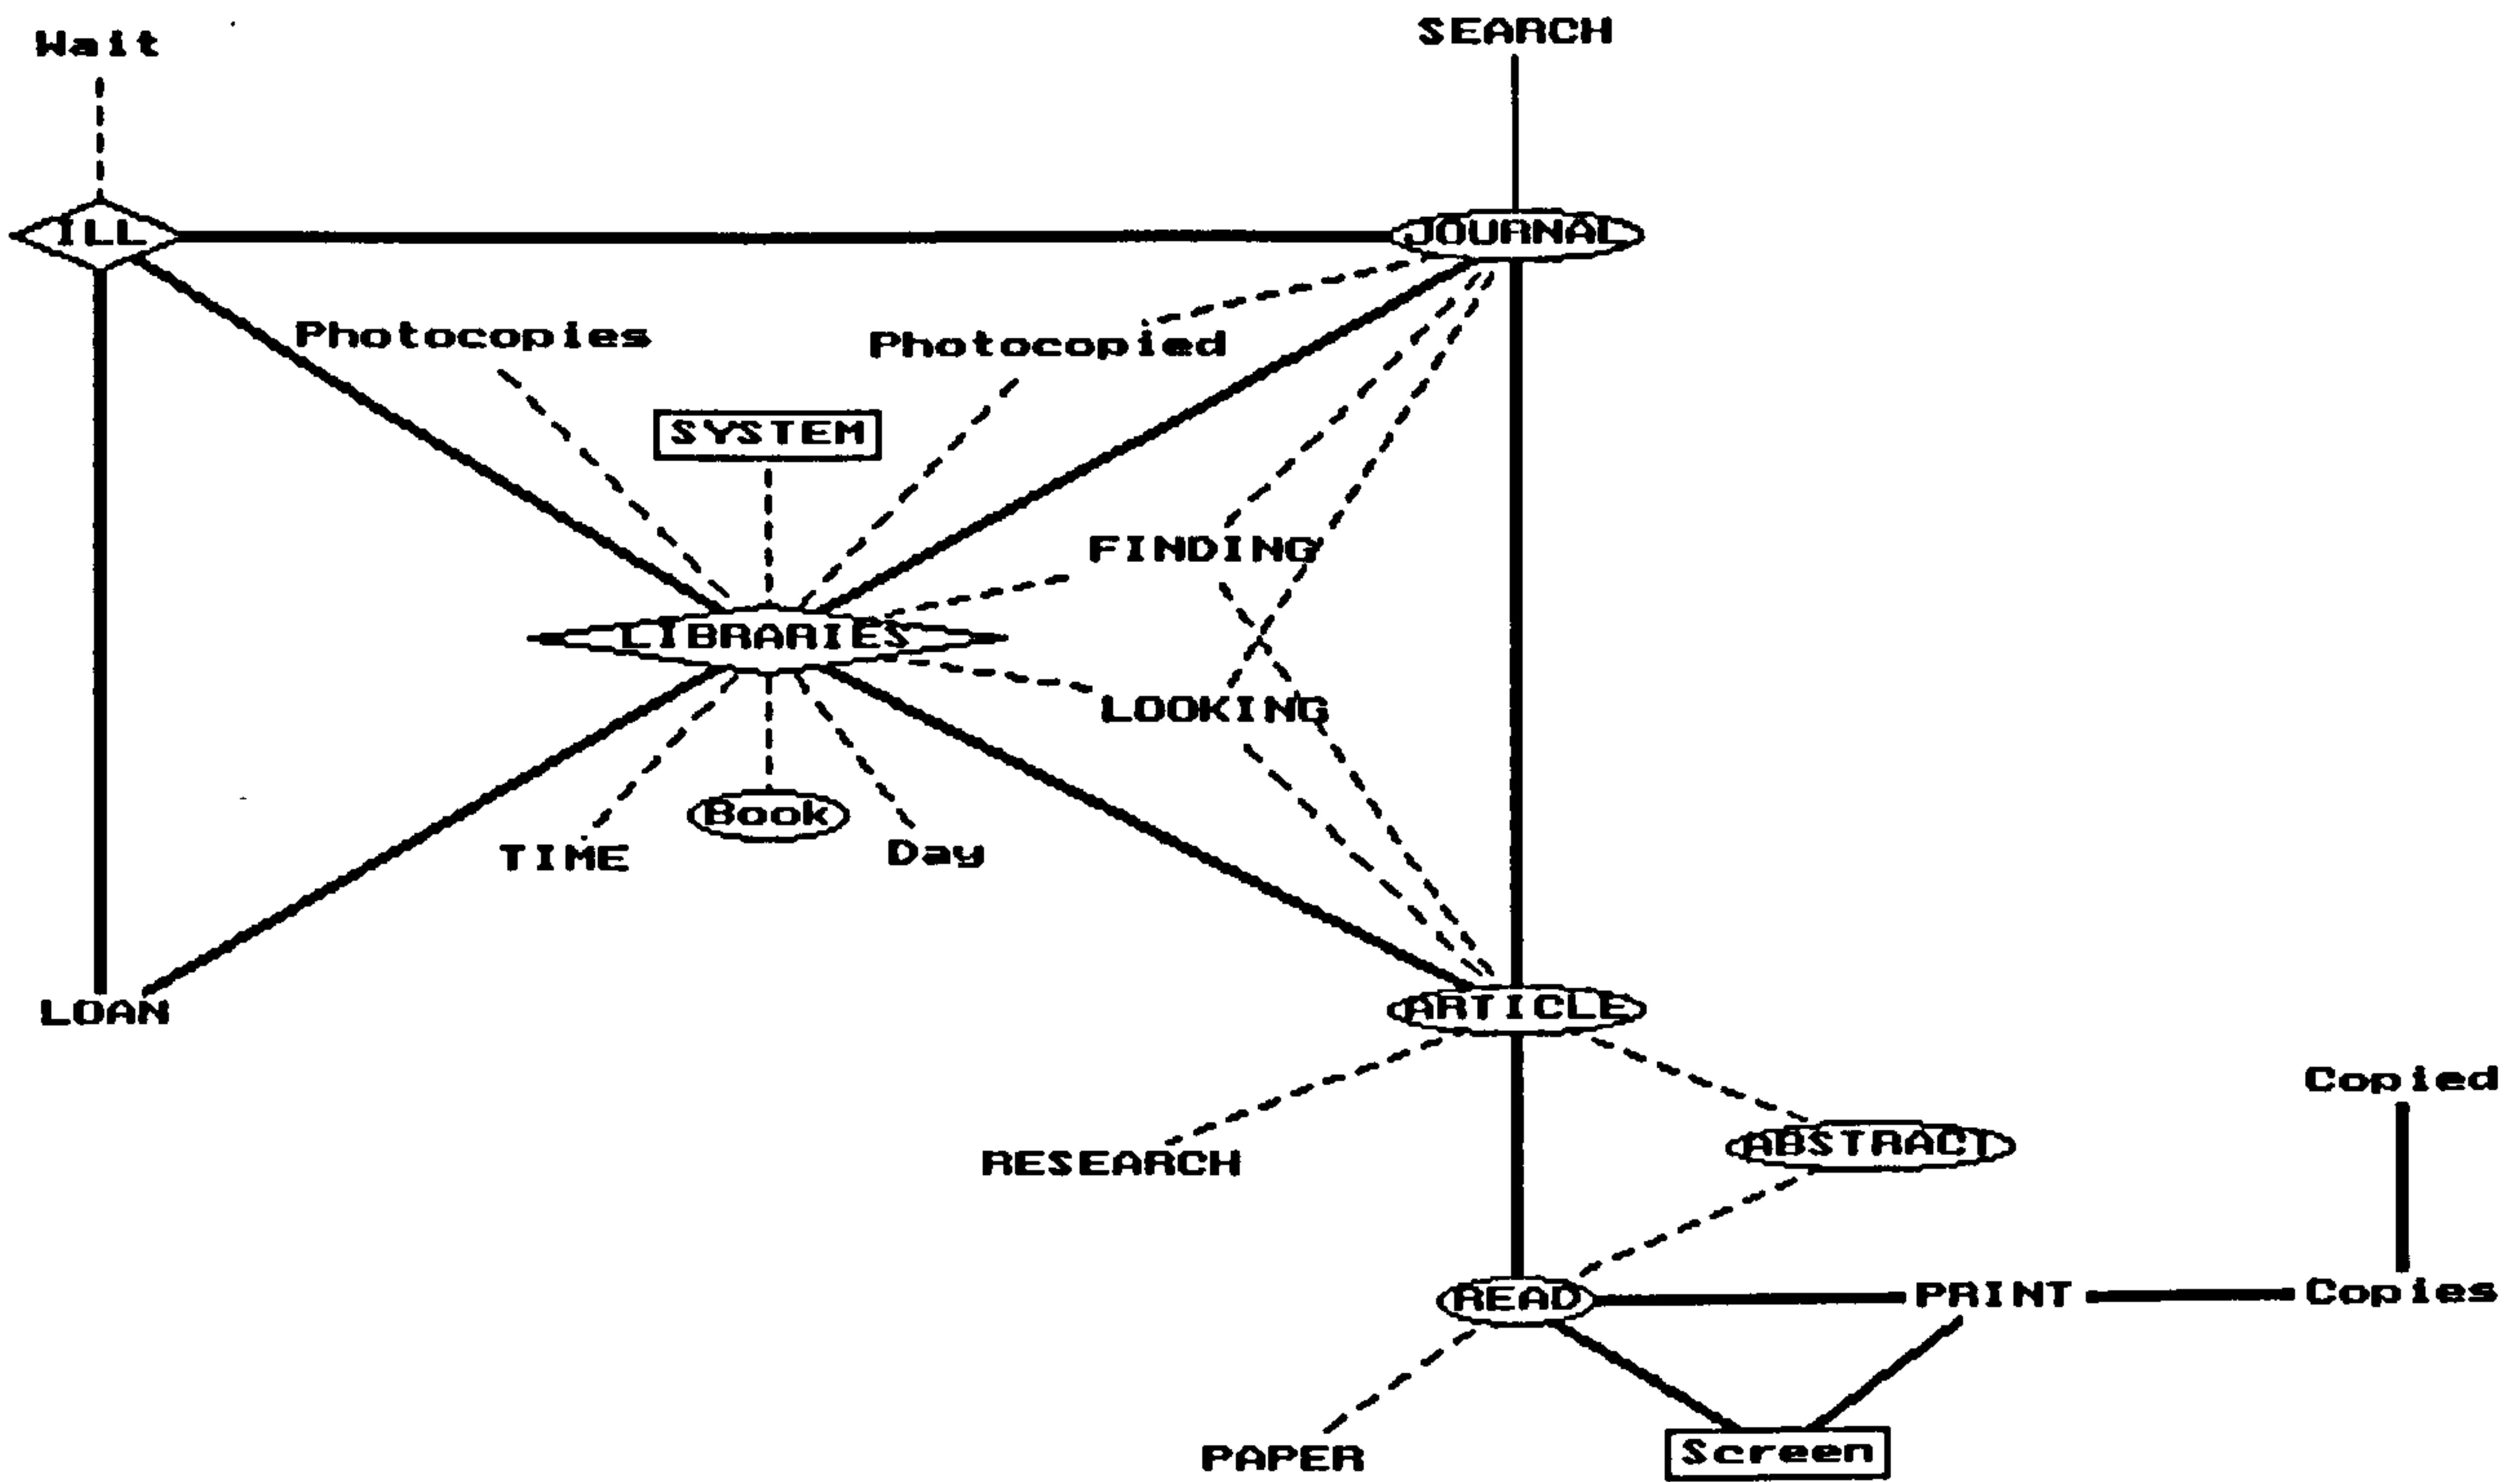 Wait
SEARCH
ILL
JOURNAL
Photocopies
Photocopied
SYSTEM
FINDING
LIBRARIES
LOOKING
Book
TIME
Day
LOAN
ARTICLE
Copied
ABSTRACT
RESEARCH
READ
PRINT
Copies
PAPER
Screen